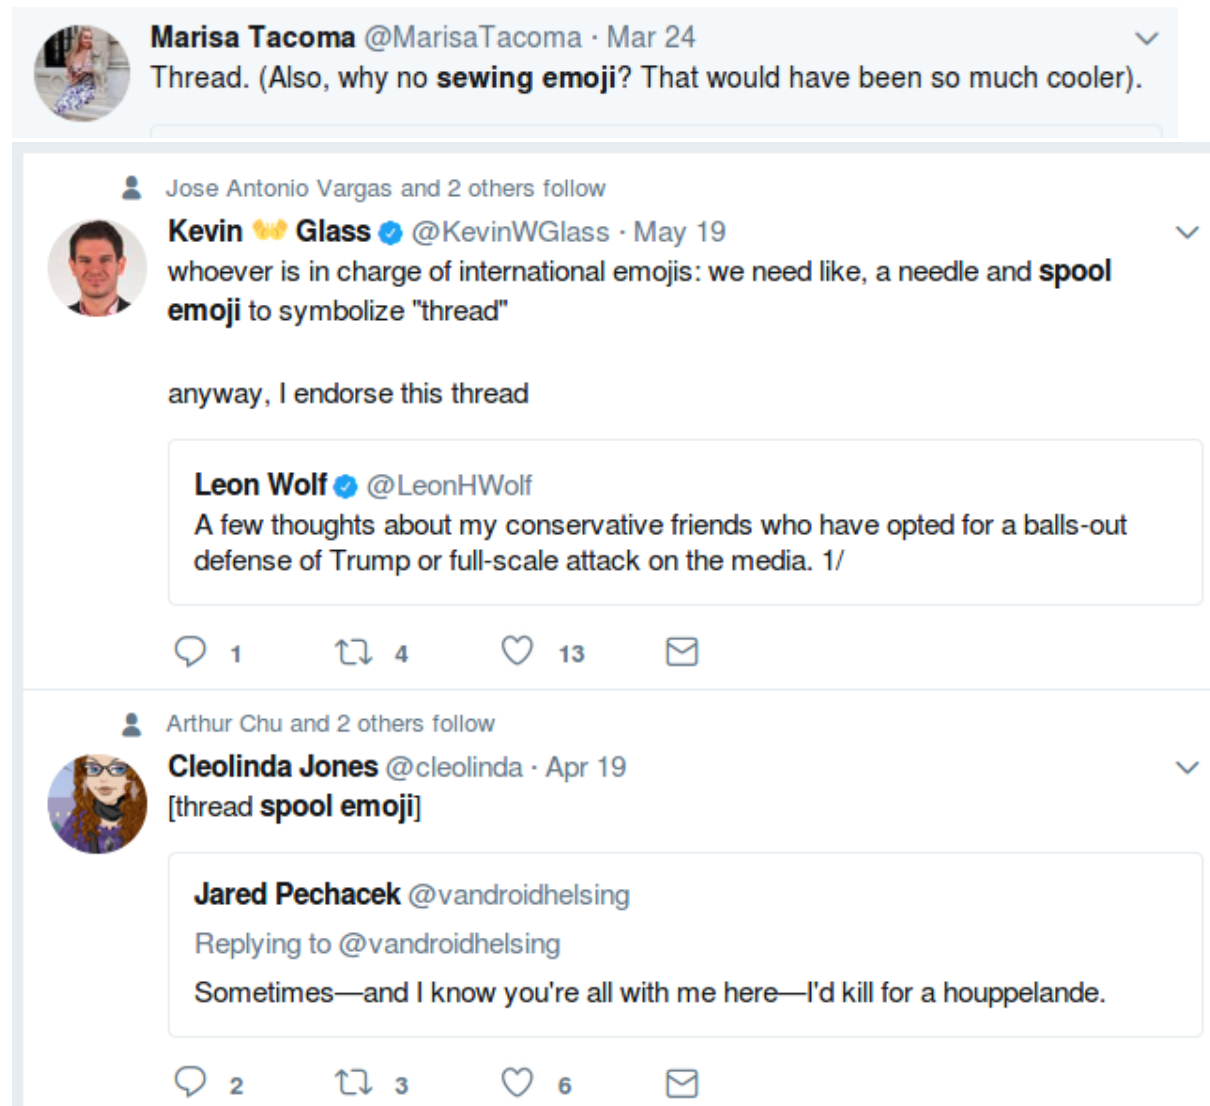 Marisa Tacoma @MarisaTacoma · Mar 24
Thread. (Also, why no sewing emoji? That would have been so much cooler).
Jose Antonio Vargas and 2 others follow
Kevin 👐 Glass @KevinWGlass · May 19
whoever is in charge of international emojis: we need like, a needle and spool
emoji to symbolize "thread"
anyway, I endorse this thread
Leon Wolf @LeonHWolf
A few thoughts about my conservative friends who have opted for a balls-out
defense of Trump or full-scale attack on the media. 1/
1 4 13
Arthur Chu and 2 others follow
Cleolinda Jones @cleolinda · Apr 19
[thread spool emoji]
Jared Pechacek @vandroidhelsing
Replying to @vandroidhelsing
Sometimes—and I know you're all with me here—I'd kill for a houppelande.
2 3 6